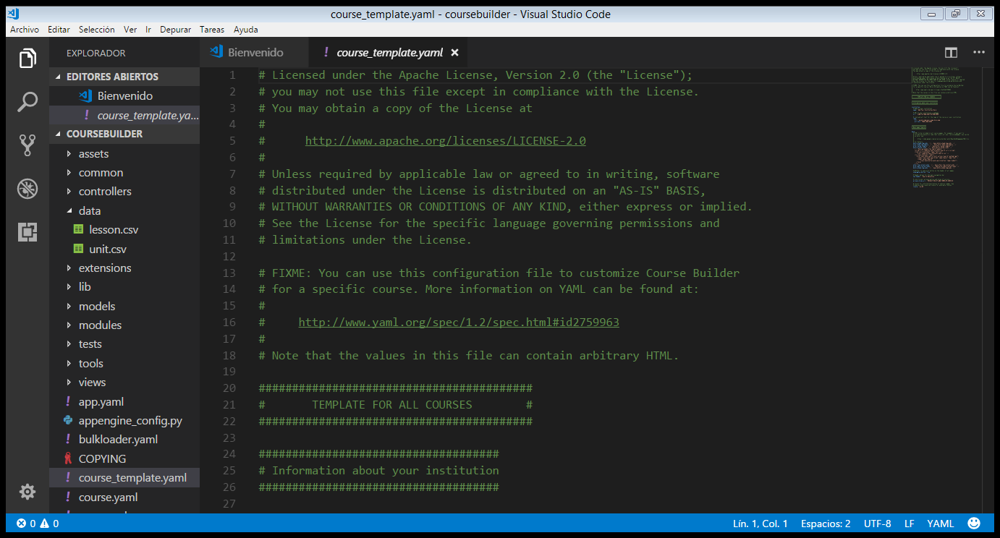 course_template.yaml - coursebuilder - Visual Studio Code
Archivo Editar Selección Ver Ir Depurar Tareas Ayuda
EXPLORADOR
EDITORES ABIERTOS
Bienvenido
! course_template.ya...
COURSEBUILDER
assets
common
controllers
data
lesson.csv
unit.csv
extensions
lib
models
modules
tests
tools
views
! app.yaml
appengine_config.py
! bulkloader.yaml
COPYING
! course_template.yaml
! course.yaml
Bienvenido ! course_template.yaml ×
1 # Licensed under the Apache License, Version 2.0 (the "License");
2 # you may not use this file except in compliance with the License.
3 # You may obtain a copy of the License at
4 #
5 #      http://www.apache.org/licenses/LICENSE-2.0
6 #
7 # Unless required by applicable law or agreed to in writing, software
8 # distributed under the License is distributed on an "AS-IS" BASIS,
9 # WITHOUT WARRANTIES OR CONDITIONS OF ANY KIND, either express or implied.
10 # See the License for the specific language governing permissions and
11 # limitations under the License.
12
13 # FIXME: You can use this configuration file to customize Course Builder
14 # for a specific course. More information on YAML can be found at:
15 #
16 #     http://www.yaml.org/spec/1.2/spec.html#id2759963
17 #
18 # Note that the values in this file can contain arbitrary HTML.
19
20 #########################################
21 #       TEMPLATE FOR ALL COURSES        #
22 #########################################
23
24 ####################################
25 # Information about your institution
26 ####################################
27
0 0
Lín. 1, Col. 1 Espacios: 2 UTF-8 LF YAML